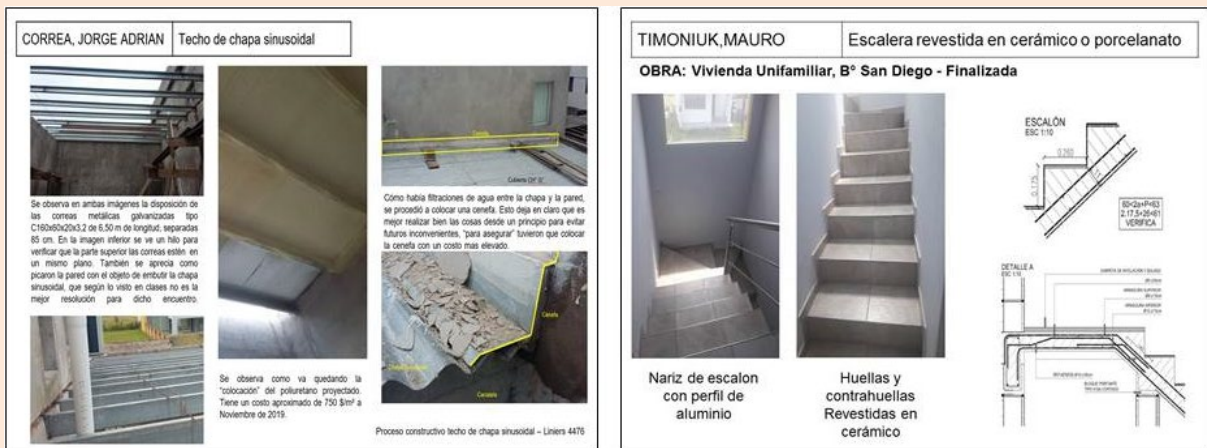 CORREA, JORGE ADRIAN
Techo de chapa sinusoidal
Se observa en ambas imágenes la disposición de
las correas metálicas galvanizadas tipo
C160x60x20x3,2 de 6,50 m de longitud, separadas
85 cm. En la imagen inferior se ve un hilo para
verificar que la parte superior las correas estén en
un mismo plano. También se aprecia como
picaron la pared con el objeto de embutir la chapa
sinusoidal, que según lo visto en clases no es la
mejor resolución para dicho encuentro.
Se observa como va quedando la
"colocación" del poliuretano proyectado.
Tiene un costo aproximado de 750 $/m² a
Noviembre de 2019.
Cenefa
Cómo había filtraciones de agua entre la chapa y la pared,
se procedió a colocar una cenefa. Esto deja en claro que es
mejor realizar bien las cosas desde un principio para evitar
futuros inconvenientes, "para asegurar" tuvieron que colocar
la cenefa con un costo mas elevado.
Cenefa
Canaleta
Proceso constructivo techo de chapa sinusoidal – Liniers 4476
TIMONIUK,MAURO
Escalera revestida en cerámico o porcelanato
OBRA: Vivienda Unifamiliar, B° San Diego - Finalizada
Nariz de escalon
con perfil de
aluminio
Huellas y
contrahuellas
Revestidas en
cerámico
ESCALÓN
ESC 1:10
0.260
0.175
60<2a+P<63
2.17,5+26=61
VERIFICA
DETALLE A
ESC 1:10